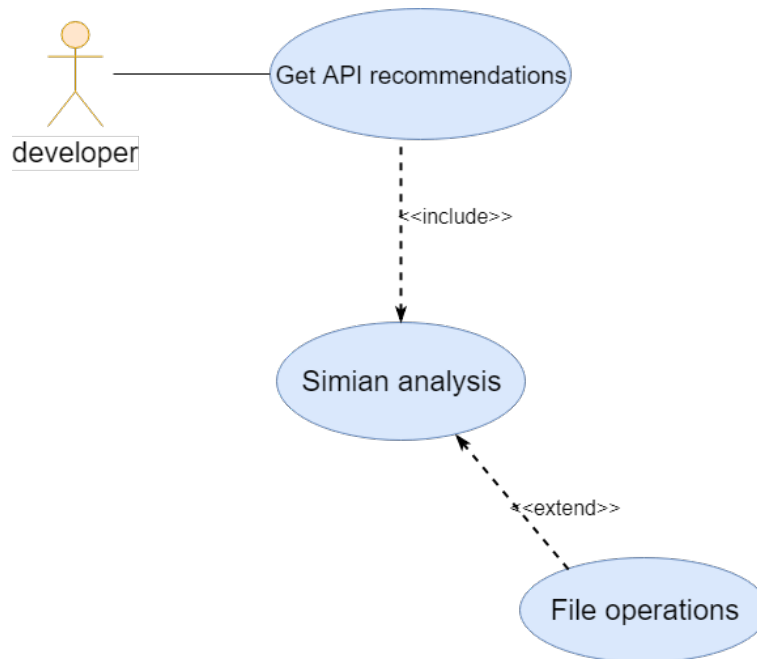 Get API recommendations
developer
<<include>>
Simian analysis
<<extend>>
File operations